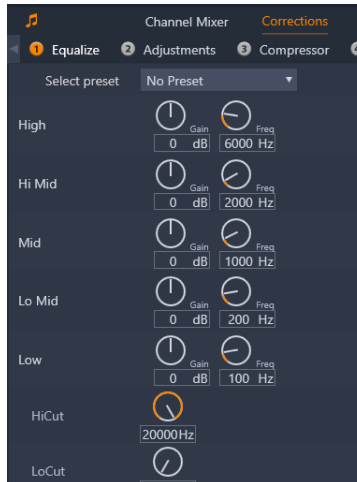 Channel Mixer Corrections
1 Equalize 2 Adjustments 3 Compressor
Select preset No Preset
High
Gain Freq
0 dB 6000 Hz
Hi Mid
Gain Freq
0 dB 2000 Hz
Mid
Gain Freq
0 dB 1000 Hz
Lo Mid
Gain Freq
0 dB 200 Hz
Low
Gain Freq
0 dB 100 Hz
HiCut
20000Hz
LoCut